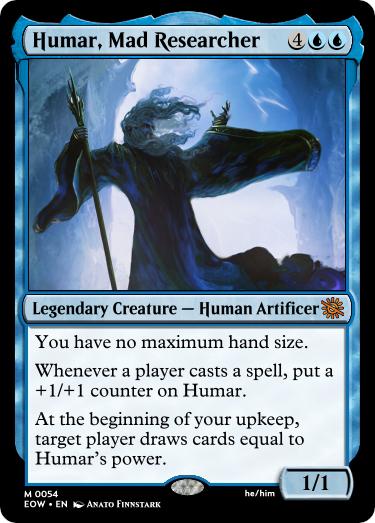 Humar, Mad Researcher 4
Legendary Creature — Human Artificer
You have no maximum hand size.
Whenever a player casts a spell, put a
+1/+1 counter on Humar.
At the beginning of your upkeep,
target player draws cards equal to
Humar's power.
1/1
M 0054 he/him
EOW • EN Anato Finnstark